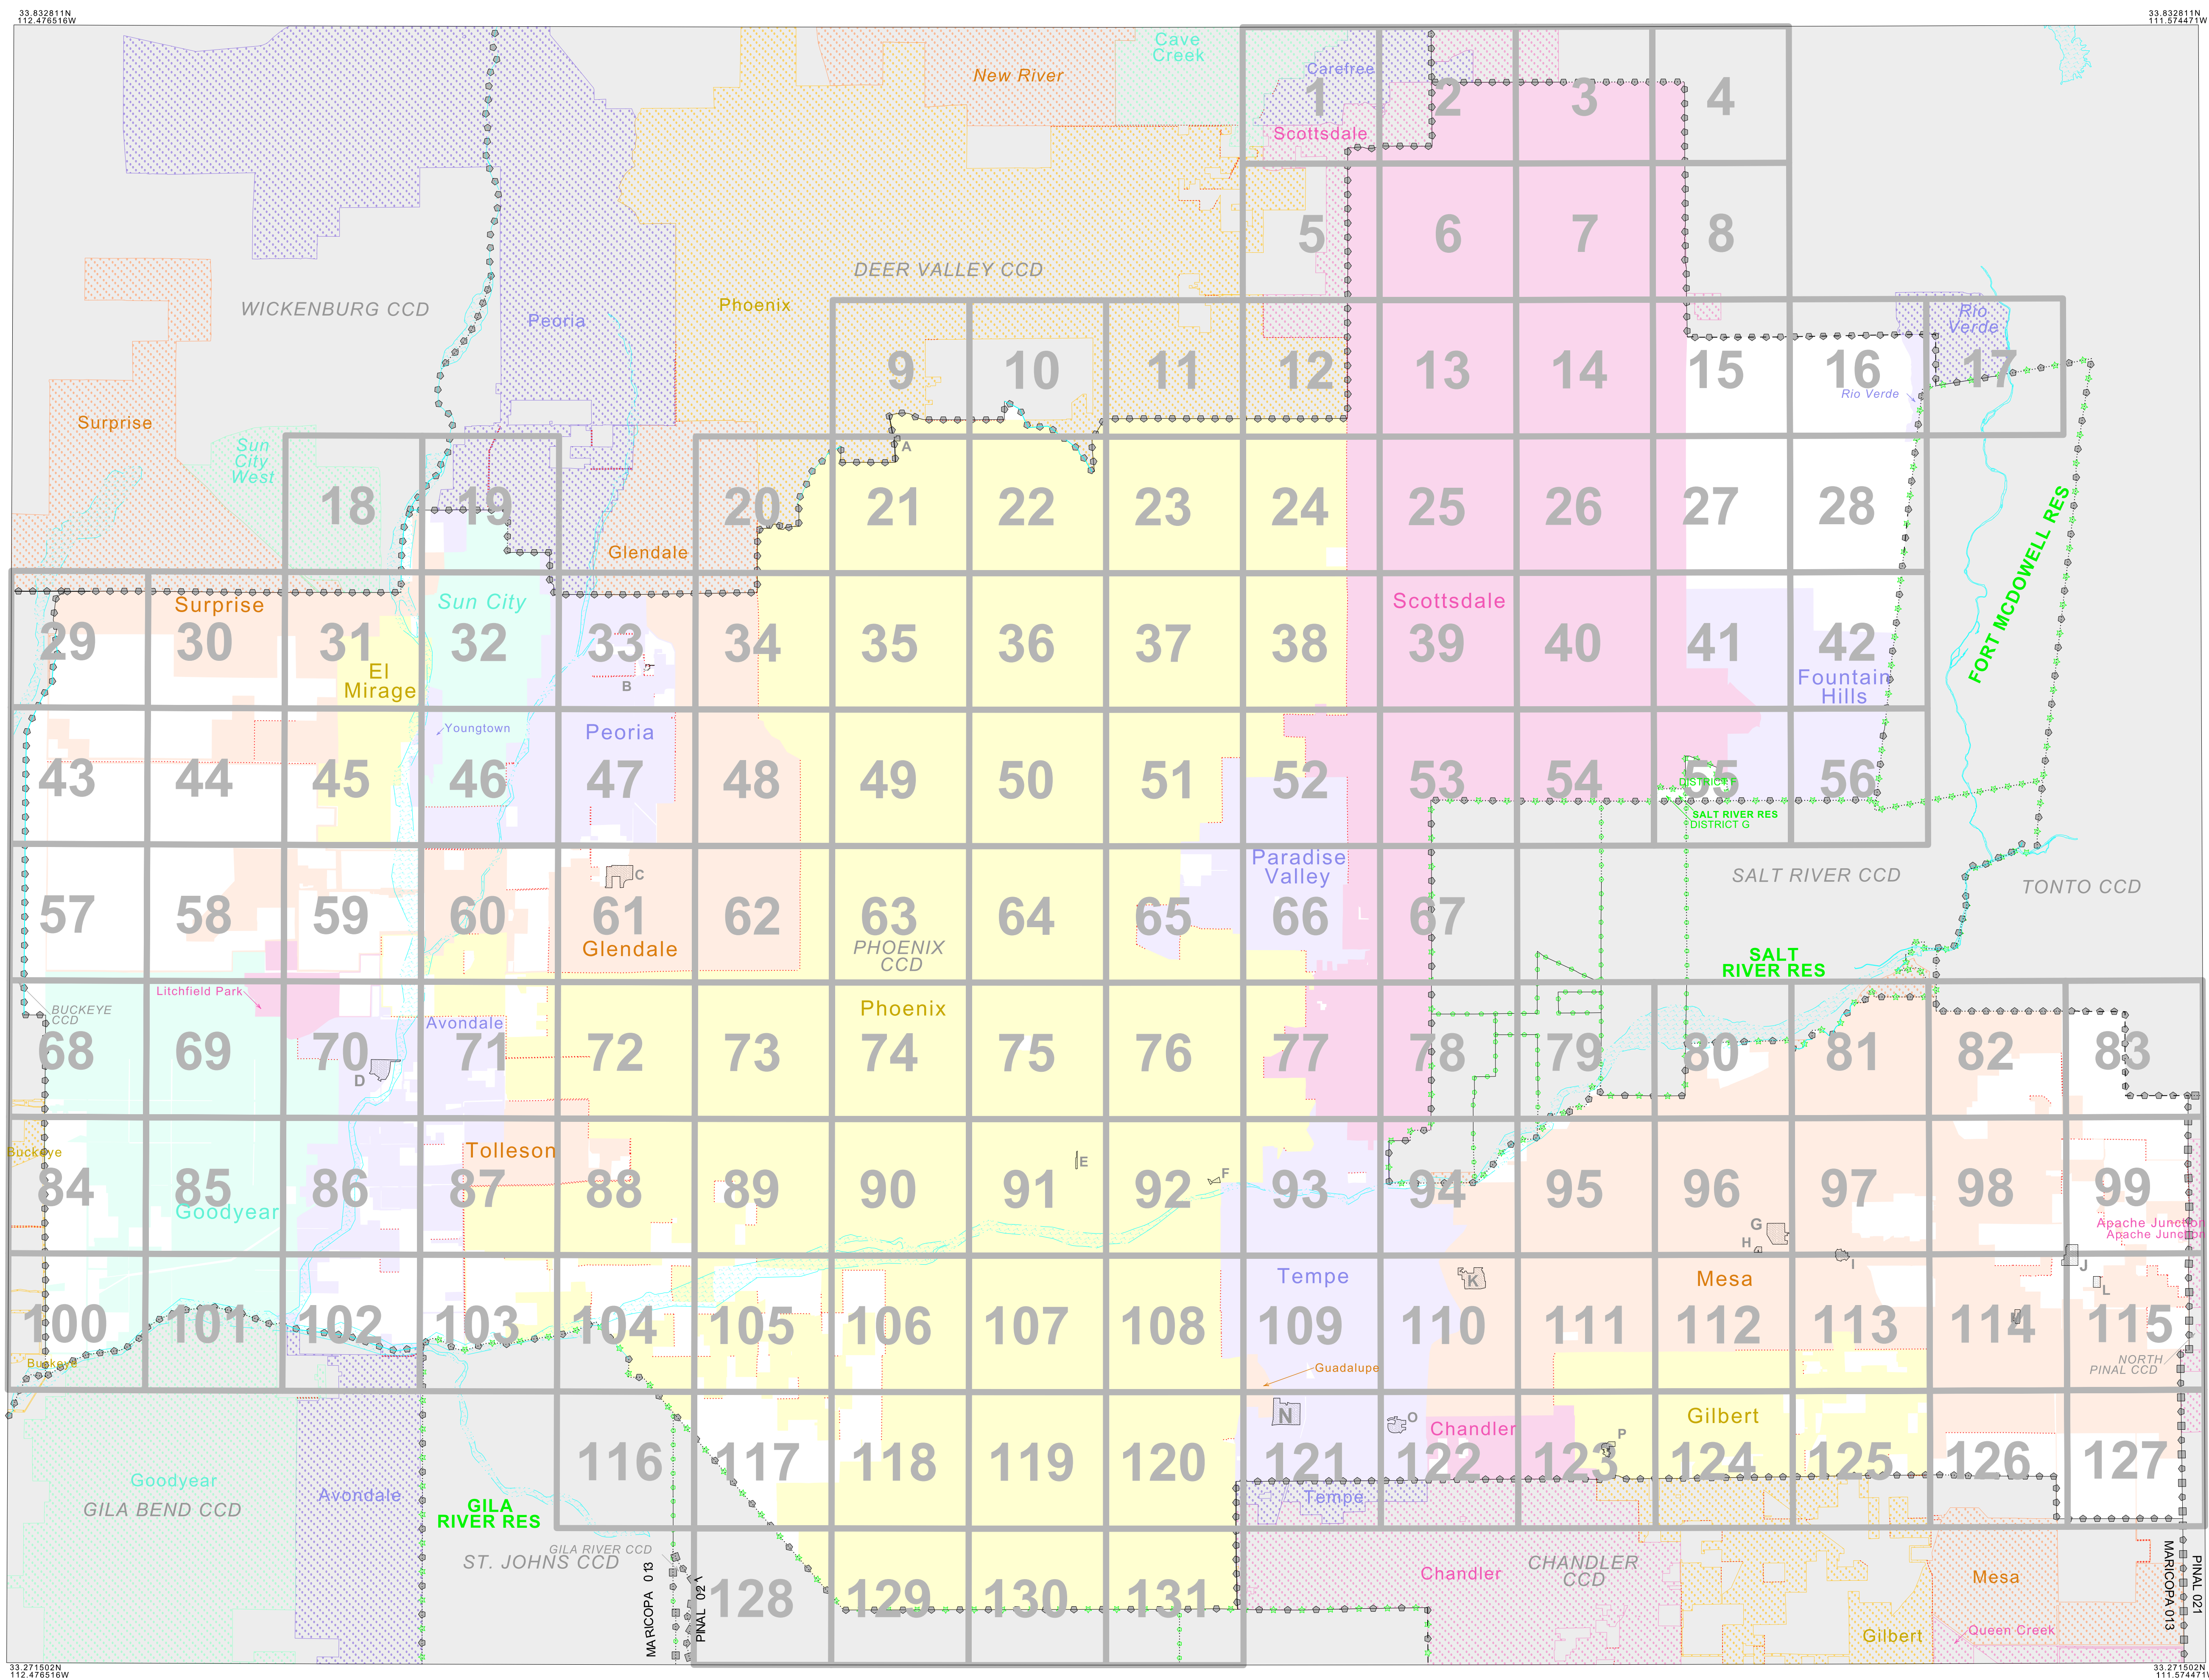 33.832811N
112.476516W
33.832811N
111.574471W
Cave
Creek
New River
Carefree
1
2
3
4
Scottsdale
5
6
7
8
DEER VALLEY CCD
WICKENBURG CCD
Phoenix
Peoria
Rio
Verde
9
10
11
12
13
14
15
16
17
Rio Verde
Surprise
Sun
City
West
A
18
19
20
21
22
23
24
25
26
27
28
Glendale
FORT MCDOWELL RES
Surprise
Sun City
Scottsdale
29
30
31
32
33
34
35
36
37
38
39
40
41
42
El
Mirage
B
Fountain
Hills
Youngtown
Peoria
43
44
45
46
47
48
49
50
51
52
53
54
55
56
DISTRICT F
SALT RIVER RES
DISTRICT G
Paradise
Valley
C
SALT RIVER CCD
TONTO CCD
57
58
59
60
61
62
63
64
65
66
L
67
Glendale
PHOENIX
CCD
SALT
RIVER RES
Litchfield Park
BUCKEYE
CCD
Phoenix
Avondale
68
69
70
71
72
73
74
75
76
77
78
79
80
81
82
83
D
Buckeye
Tolleson
E
F
84
85
86
87
88
89
90
91
92
93
94
95
96
97
98
99
Goodyear
G
H
Apache Junction
Apache Junction
I
J
Tempe
K
Mesa
L
100
101
102
103
104
105
106
107
108
109
110
111
112
113
114
115
Buckeye
Guadalupe
NORTH
PINAL CCD
N
O
Chandler
Gilbert
P
116
117
118
119
120
121
122
123
124
125
126
127
Goodyear
GILA BEND CCD
Avondale
GILA
RIVER RES
Tempe
GILA RIVER CCD
ST. JOHNS CCD
CHANDLER
CCD
Chandler
Mesa
MARICOPA 013
PINAL 021
128
129
130
131
Gilbert
Queen Creek
MARICOPA 013
PINAL 021
33.271502N
112.476516W
33.271502N
111.574471W